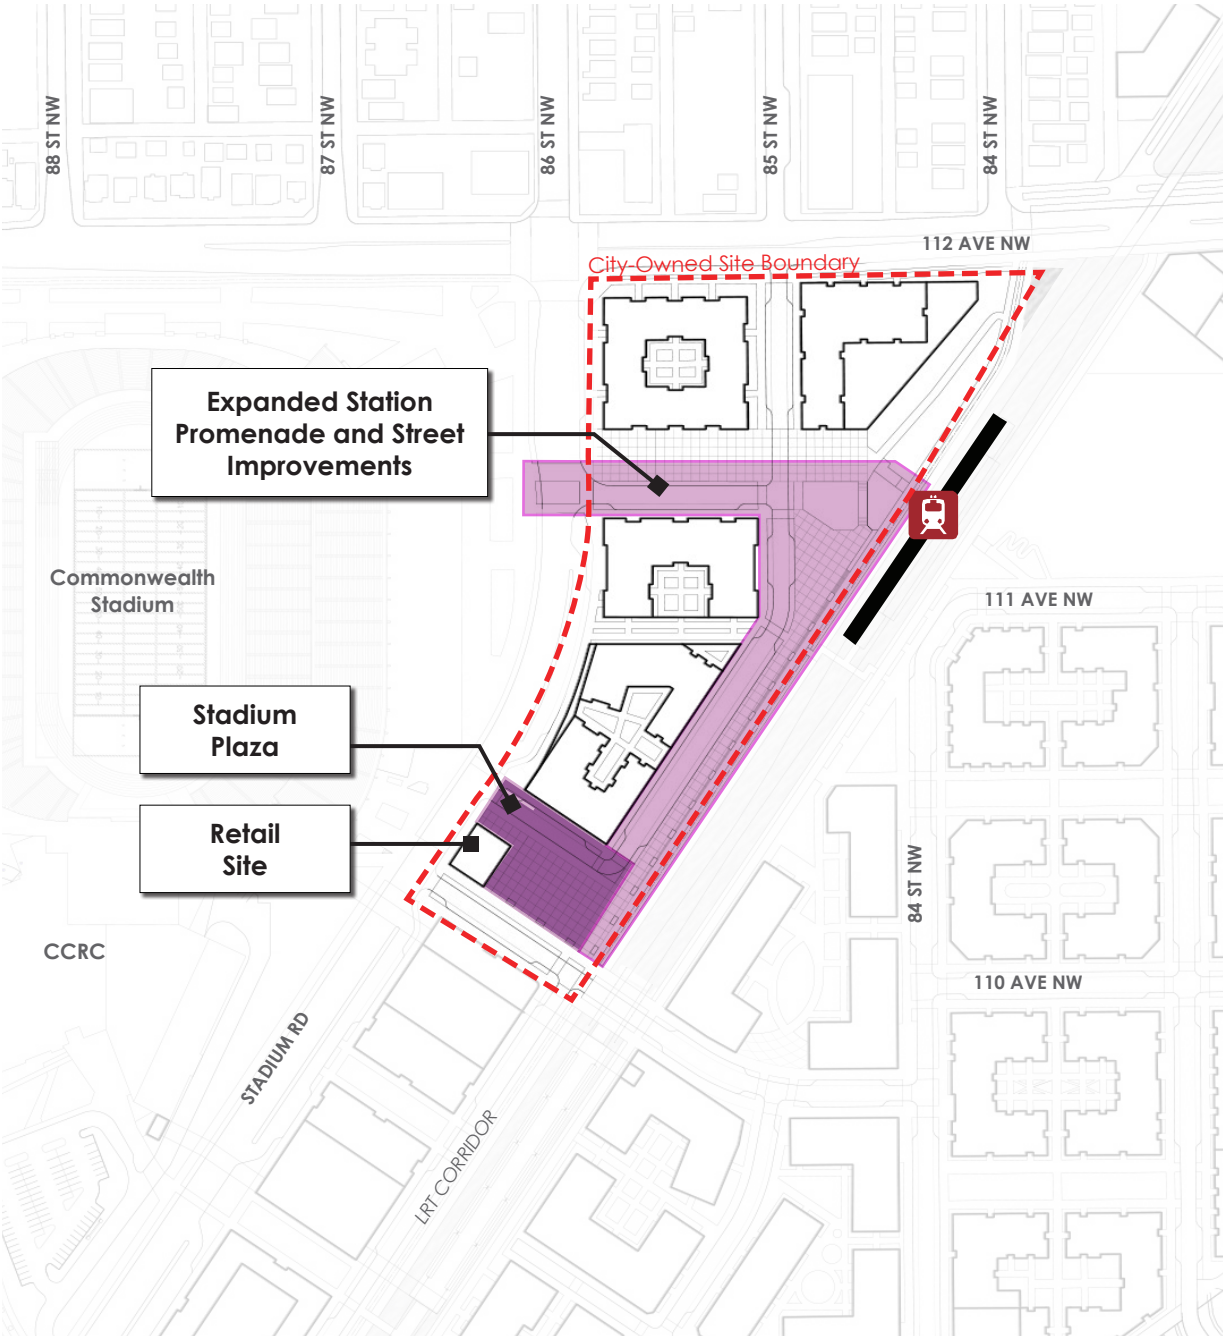 88 ST NW
87 ST NW
86 ST NW
85 ST NW
84 ST NW
112 AVE NW
City-Owned Site Boundary
Expanded Station
Promenade and Street
Improvements
Commonwealth
Stadium
111 AVE NW
Stadium
Plaza
Retail
Site
84 ST NW
CCRC
110 AVE NW
STADIUM RD
LRT CORRIDOR